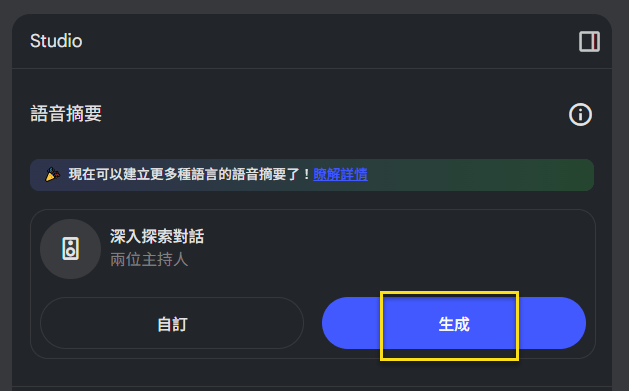 Studio
語音摘要
現在可以建立更多種語言的語音摘要了！瞭解詳情
深入探索對話
兩位主持人
自訂
生成